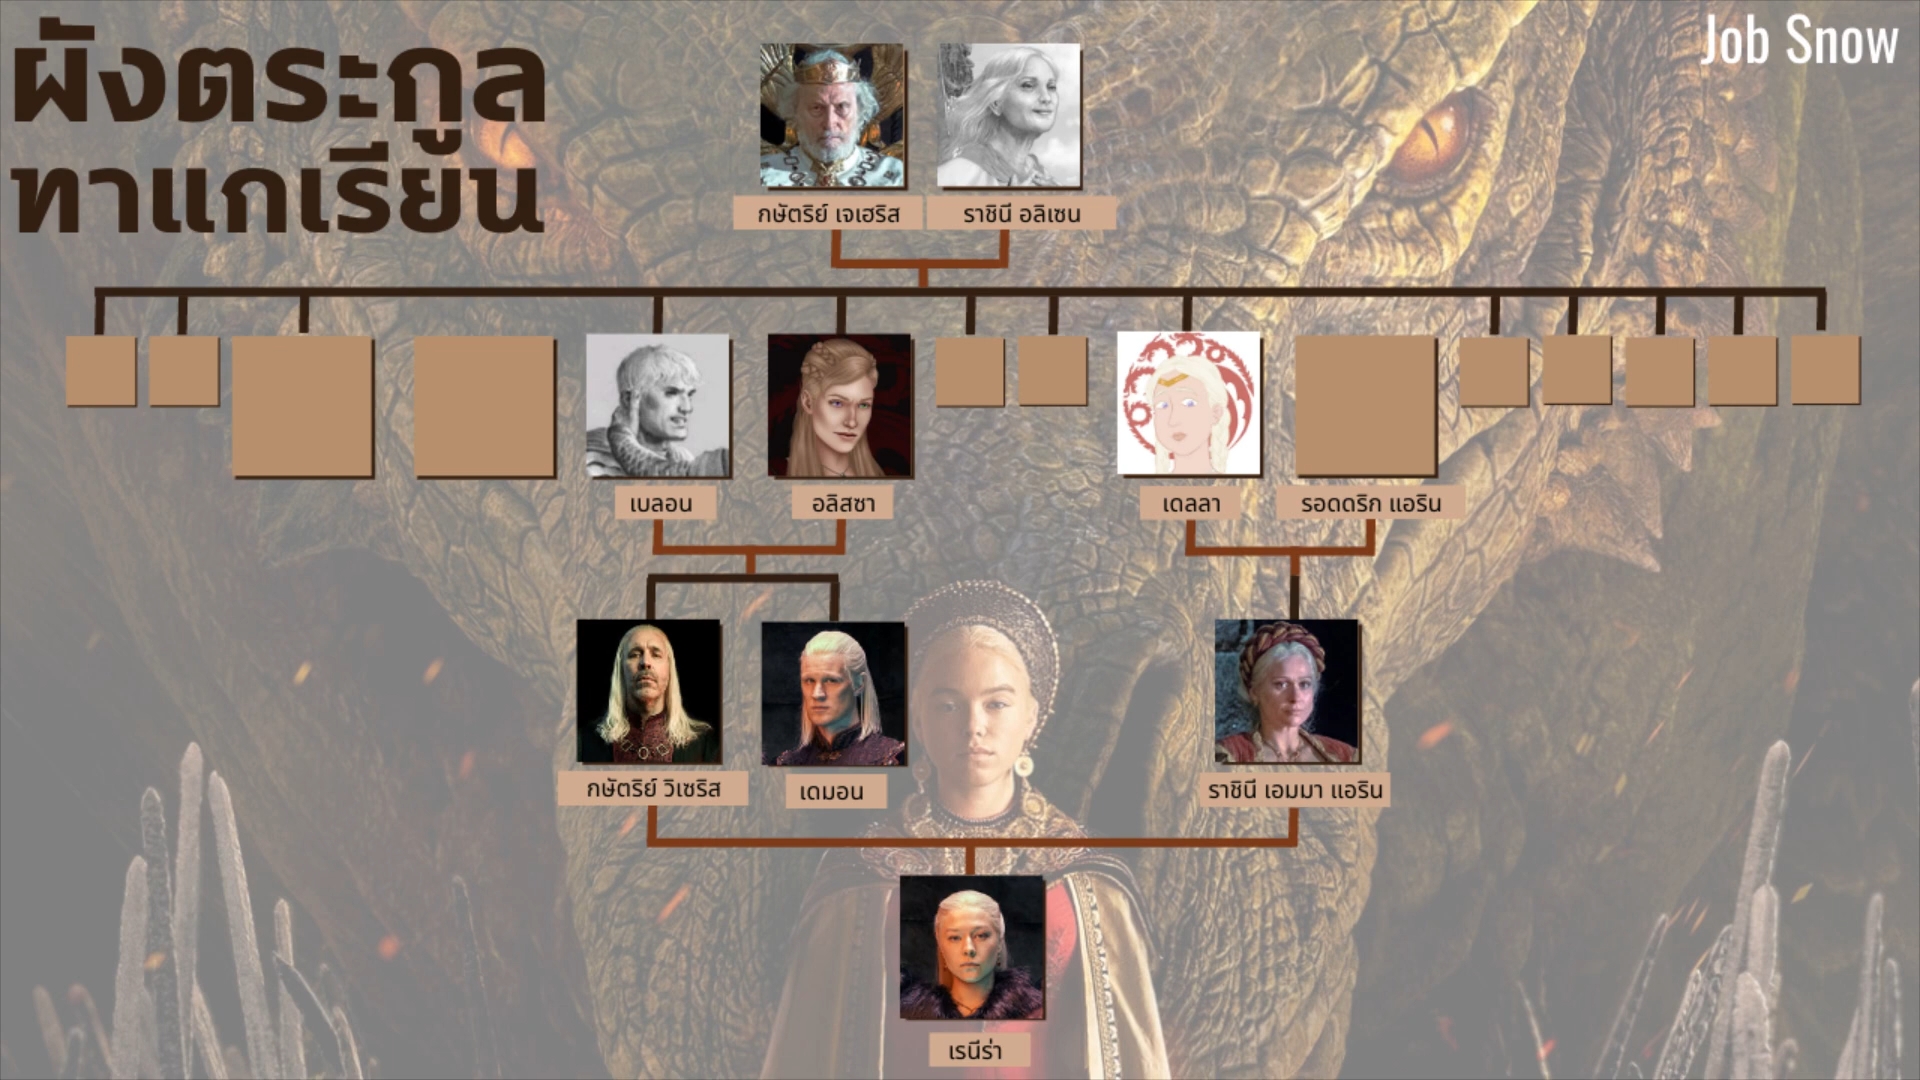 ผังตระกูล
ทาแกเรียน
Job Snow
กษัตริย์ เจเฮริส
ราชินี อลิเซน
เบลอน
อลิสซา
เดลลา
รอดดริก แอริน
กษัตริย์ วิเซริส
เดมอน
ราชินี เอมมา แอริน
เรนีร่า